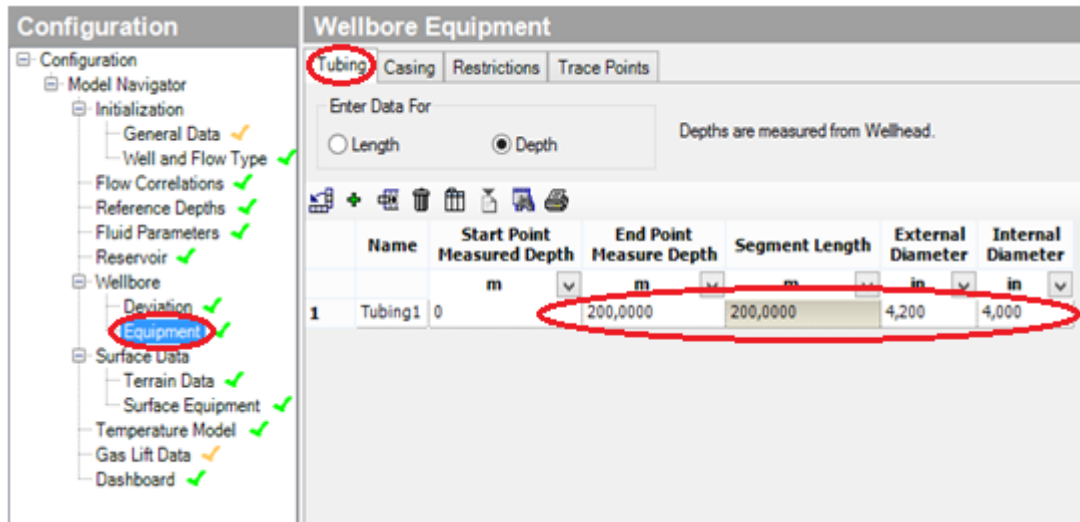 Configuration
Configuration
Model Navigator
Initialization
General Data
Well and Flow Type
Flow Correlations
Reference Depths
Fluid Parameters
Reservoir
Wellbore
Deviation
Equipment
Surface Data
Terrain Data
Surface Equipment
Temperature Model
Gas Lift Data
Dashboard
Wellbore Equipment
Tubing Casing Restrictions Trace Points
Enter Data For
Length Depth Depths are measured from Wellhead.
Name Start Point Measured Depth End Point Measure Depth Segment Length External Diameter Internal Diameter
m m m in in
1 Tubing1 0 200,0000 200,0000 4,200 4,000